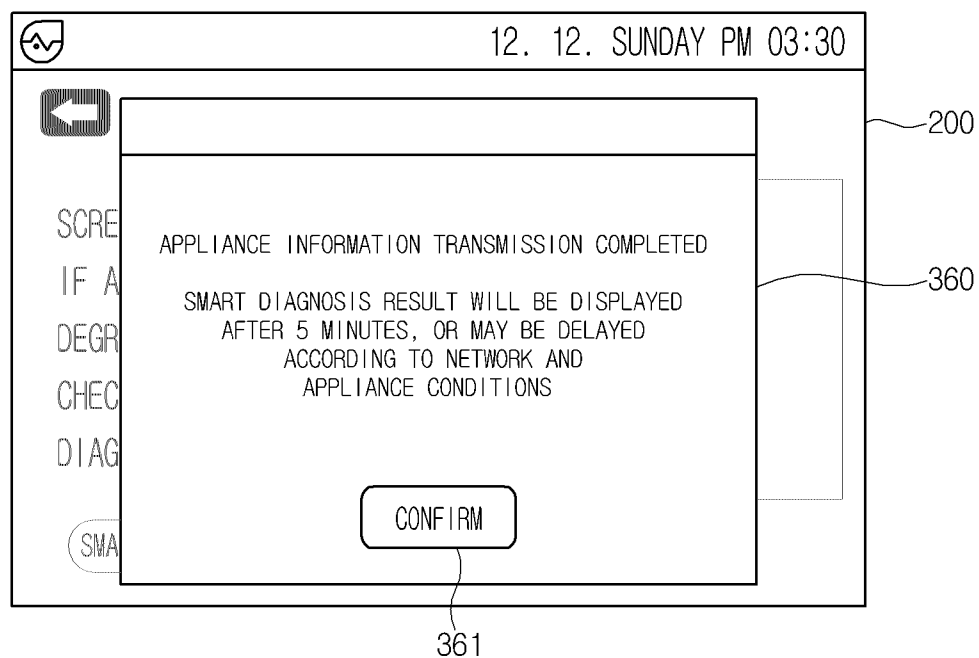 12. 12. SUNDAY PM 03:30
200
SCRE
IF A
DEGR
CHEC
DIAG
SMA
APPLIANCE INFORMATION TRANSMISSION COMPLETED
SMART DIAGNOSIS RESULT WILL BE DISPLAYED
AFTER 5 MINUTES, OR MAY BE DELAYED
ACCORDING TO NETWORK AND
APPLIANCE CONDITIONS
360
CONFIRM
361